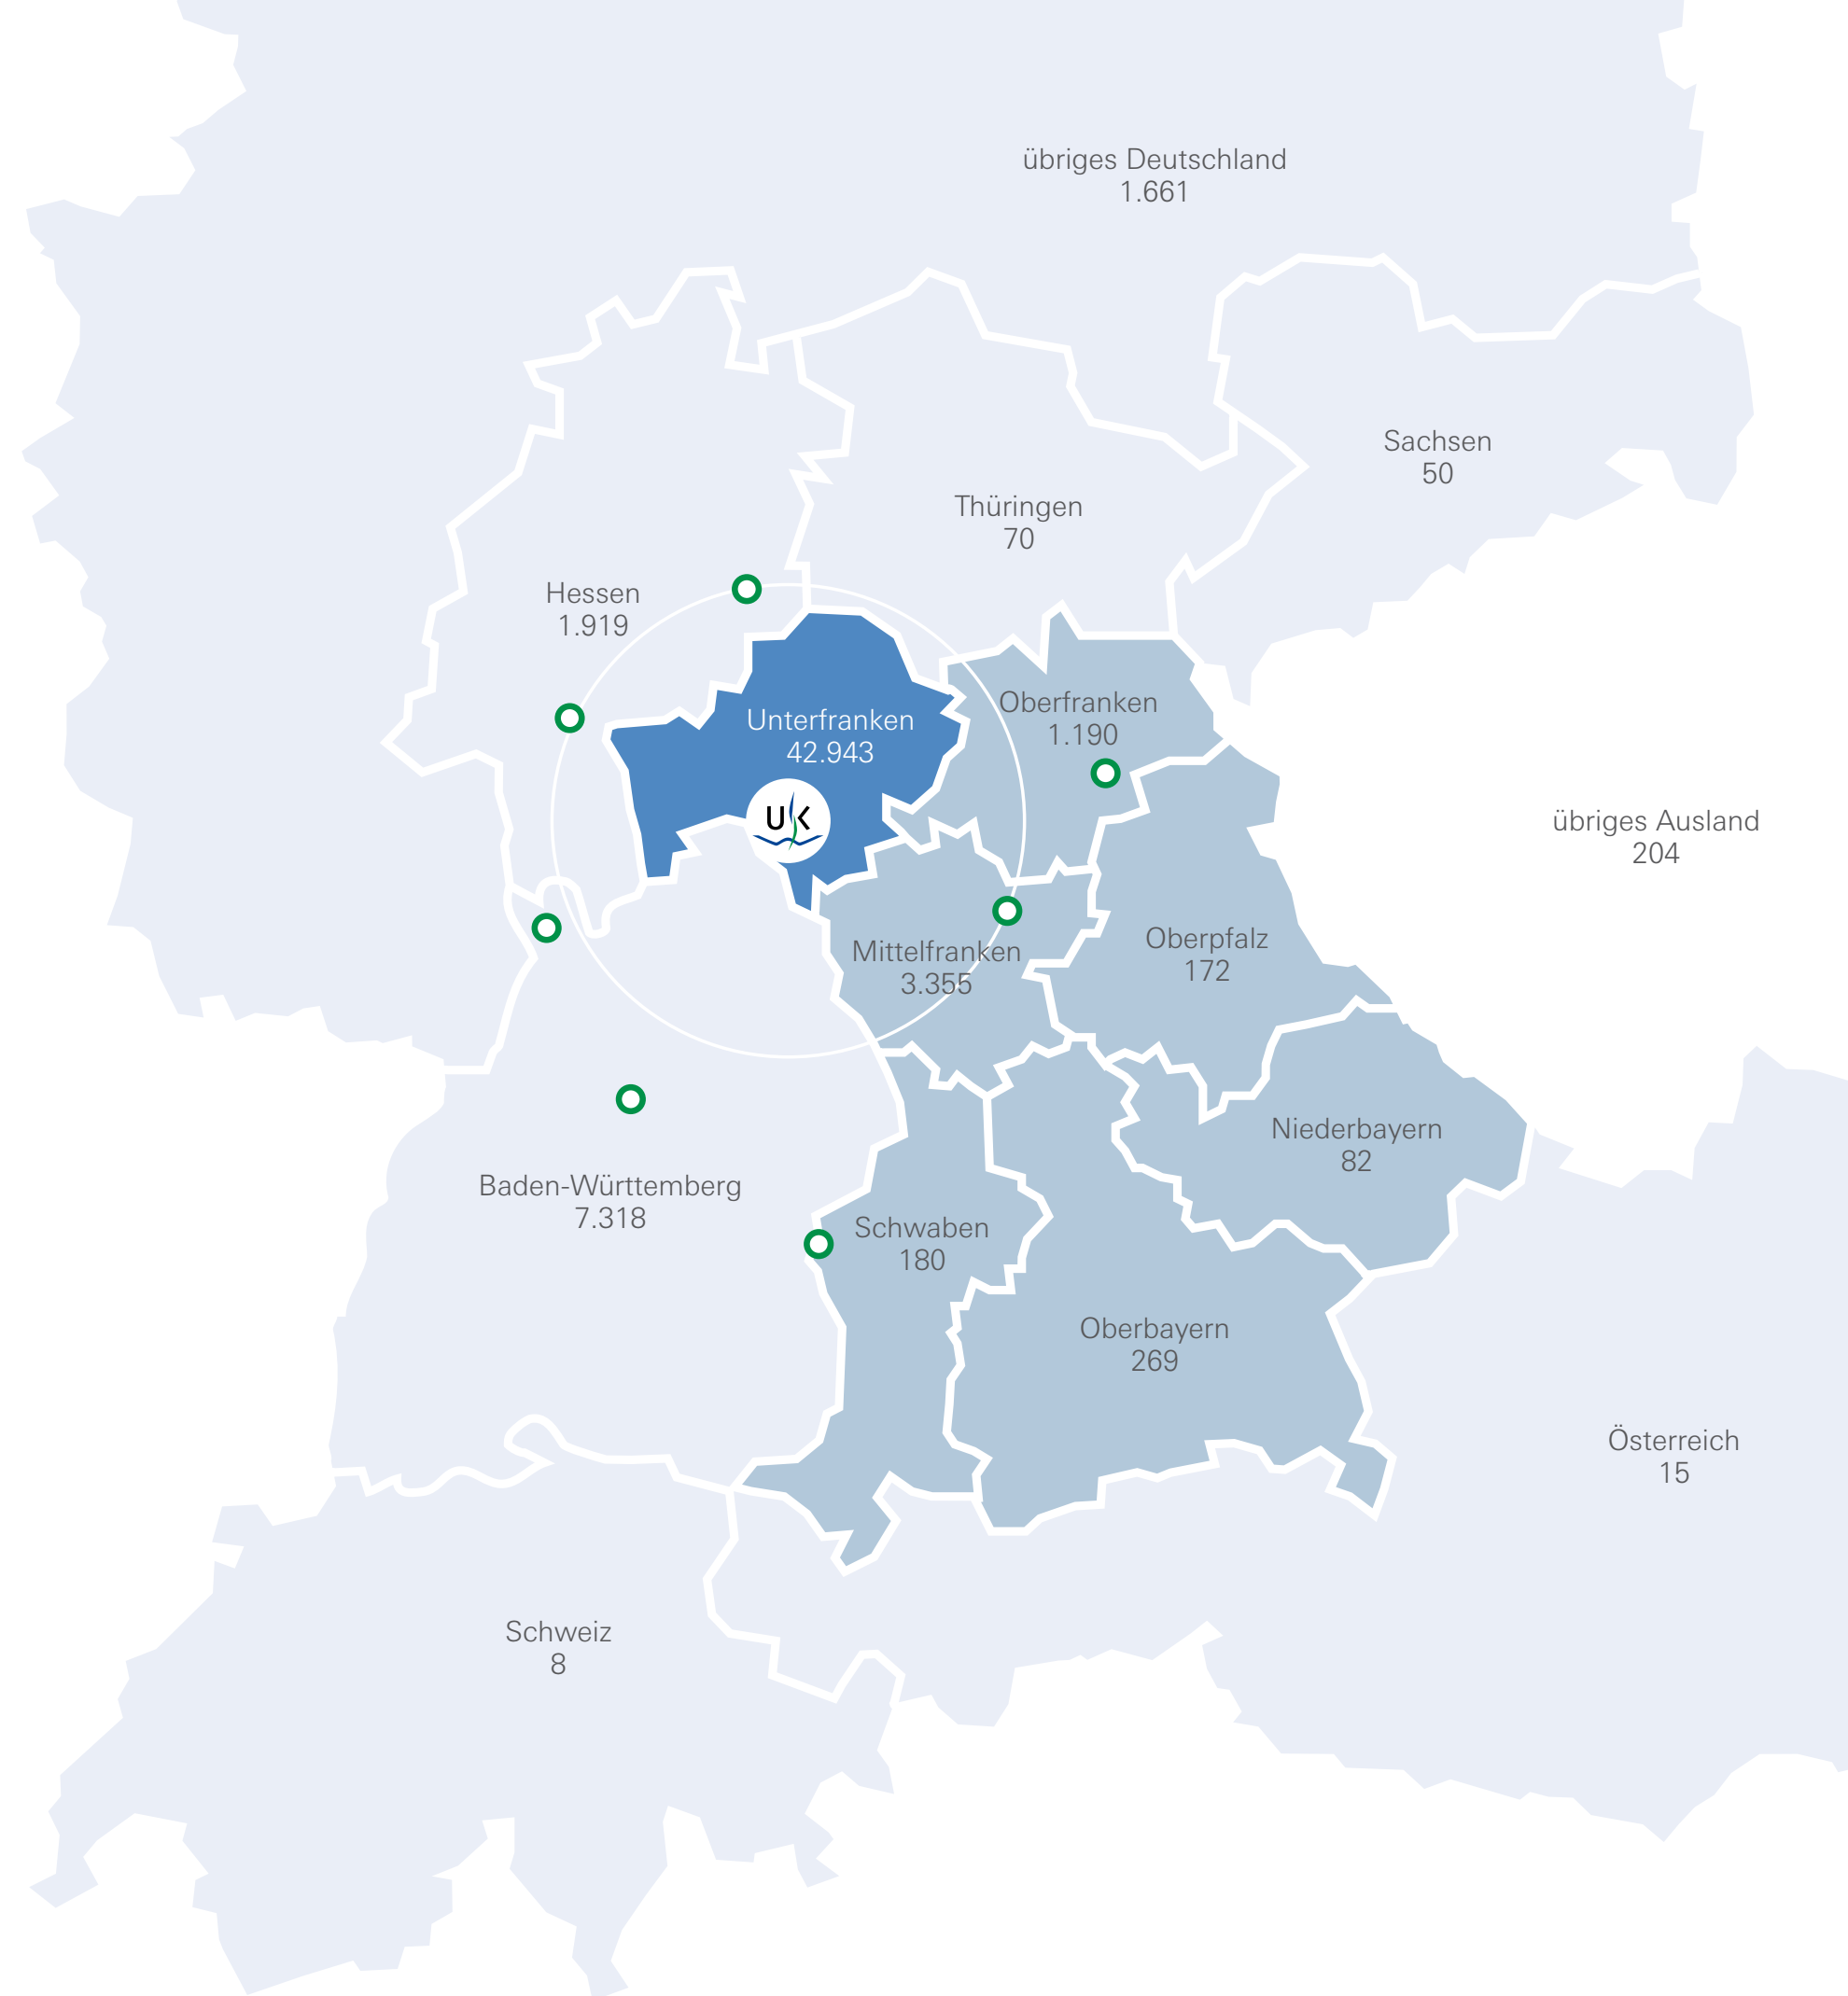 übriges Deutschland
1.661
Sachsen
50
Thüringen
70
Hessen
1.919
Oberfranken
1.190
Unterfranken
42.943
UK
übriges Ausland
204
Mittelfranken
3.355
Oberpfalz
172
Niederbayern
82
Baden-Württemberg
7.318
Schwaben
180
Oberbayern
269
Österreich
15
Schweiz
8